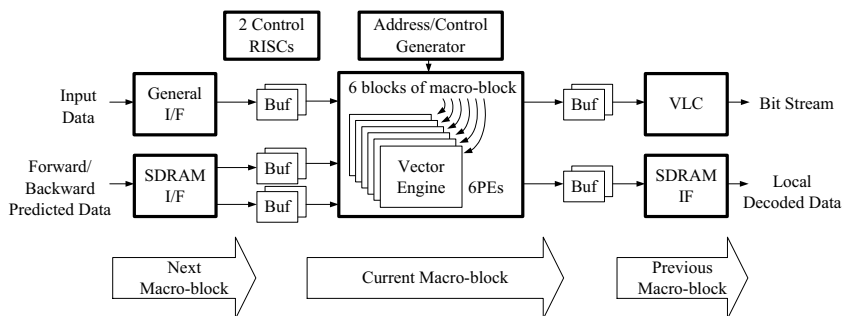 2 Control
RISCs
Address/Control
Generator
Input
Data
General
I/F
Buf
6 blocks of macro-block
Buf
VLC
Bit Stream
Forward/
Backward
Predicted Data
SDRAM
I/F
Buf
Buf
Vector
Engine
6PEs
Buf
SDRAM
IF
Local
Decoded Data
Next
Macro-block
Current Macro-block
Previous
Macro-block